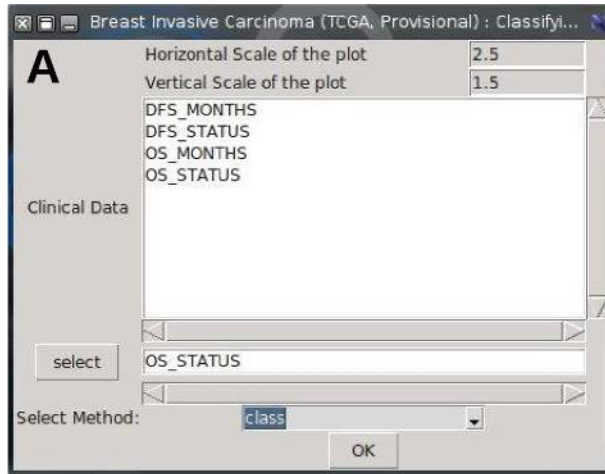 Breast Invasive Carcinoma (TCGA, Provisional) : Classifyi...
A
Horizontal Scale of the plot 2.5
Vertical Scale of the plot 1.5
DFS_MONTHS
DFS_STATUS
OS_MONTHS
OS_STATUS
Clinical Data
select OS_STATUS
Select Method: class
OK